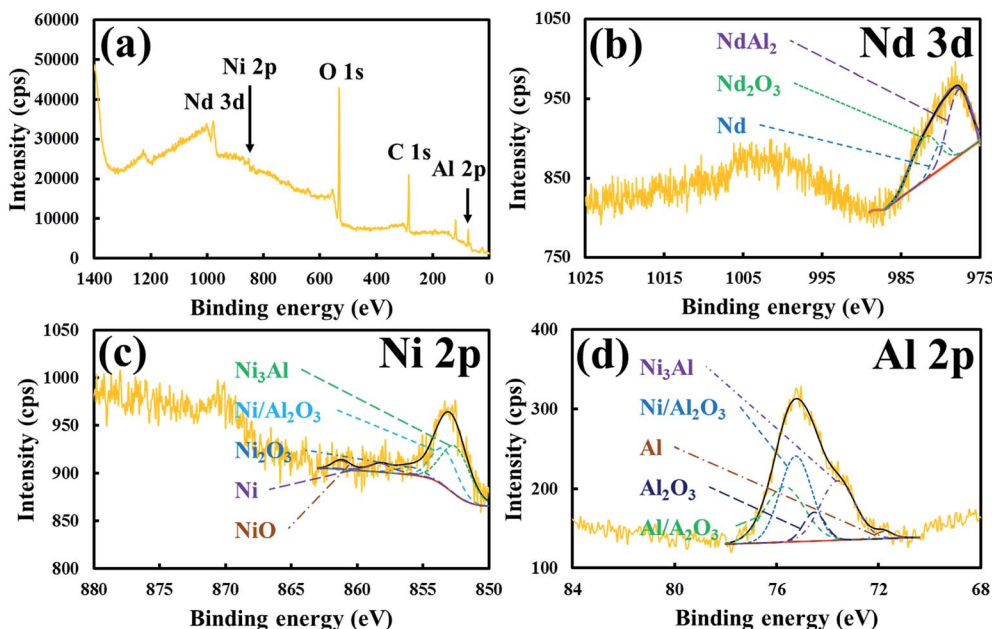 (a)
Intensity (cps)
60000
50000
40000
30000
20000
10000
0
Nd 3d
Ni 2p
O 1s
C 1s
Al 2p
1400 1200 1000 800 600 400 200 0
Binding energy (eV)
(b)
Nd 3d
Intensity (cps)
1050
950
850
750
NdAl2
Nd2O3
Nd
1025 1015 1005 995 985 975
Binding energy (eV)
(c)
Ni 2p
Intensity (cps)
1050
1000
950
900
850
800
Ni3Al
Ni/Al2O3
Ni2O3
Ni
NiO
880 875 870 865 860 855 850
Binding energy (eV)
(d)
Al 2p
Intensity (cps)
400
300
200
100
Ni3Al
Ni/Al2O3
Al
Al2O3
Al/A2O3
84 80 76 72 68
Binding energy (eV)